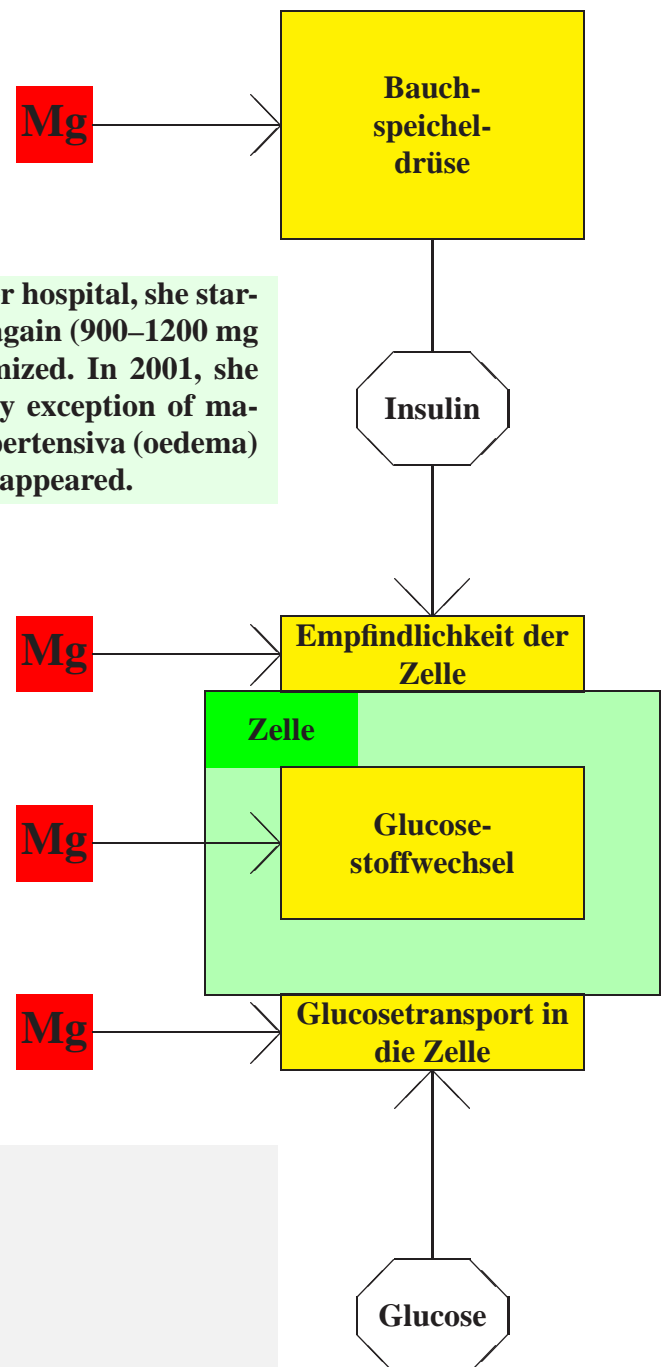 Bauch-
speichel-
drüse
Mg
r hospital, she star-
gain (900–1200 mg
nized. In 2001, she
y exception of ma-
pertensiva (oedema)
appeared.
Insulin
Mg
Empfindlichkeit der
Zelle
Zelle
Mg
Glucose-
stoffwechsel
Mg
Glucosetransport in
die Zelle
Glucose